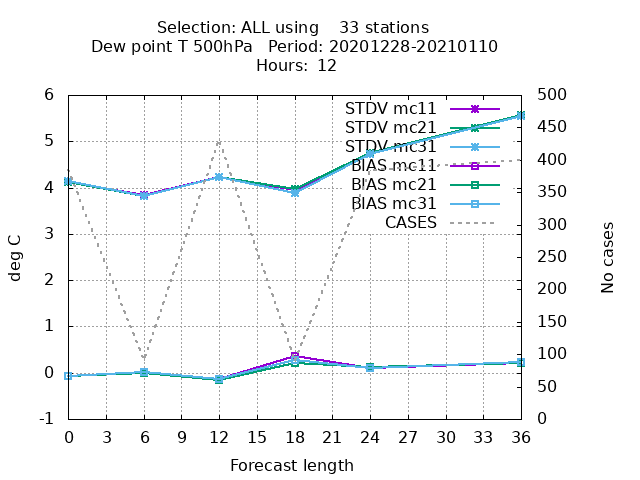 Selection: ALL using    33 stations
Dew point T 500hPa   Period: 20201228-20210110
Hours: 12
STDV mc11
STDV mc21
STDV mc31
BIAS mc11
BIAS mc21
BIAS mc31
CASES
deg C
6
5
4
3
2
1
0
-1
No cases
500
450
400
350
300
250
200
150
100
50
0
0 3 6 9 12 15 18 21 24 27 30 33 36
Forecast length